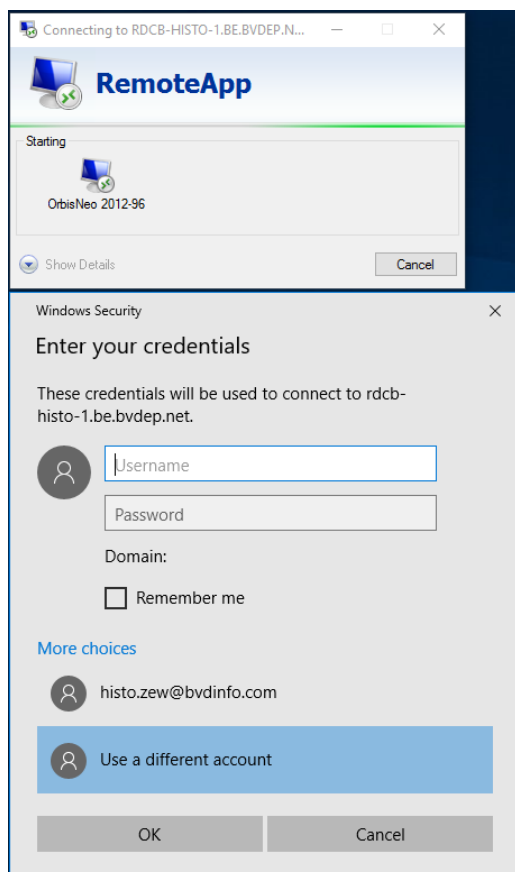 Connecting to RDCB-HISTO-1.BE.BVDEP.N...
RemoteApp
Starting
OrbisNeo 2012-96
Show Details
Cancel
Windows Security
Enter your credentials
These credentials will be used to connect to rdcb-
histo-1.be.bvdep.net.
Username
Password
Domain:
Remember me
More choices
histo.zew@bvdinfo.com
Use a different account
OK
Cancel